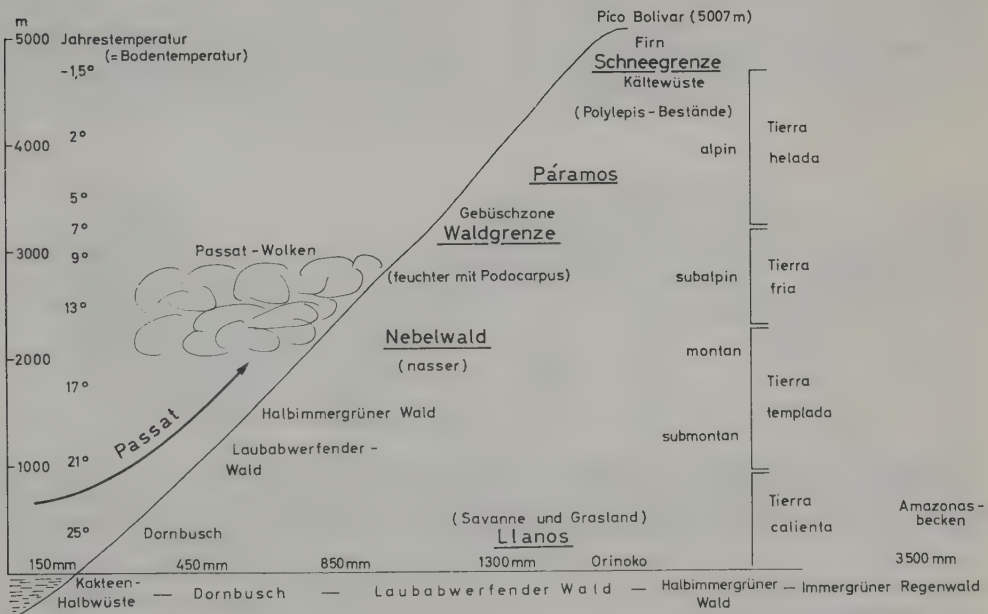 Pico Bolivar (5007 m)
m
5000 Jahrestemperatur
(= Bodentemperatur)
Firn
Schneegrenze
-1,5°
Kältewüste
(Polylepis - Bestände)
2°
4000
Tierra
alpin
helada
Páramos
5°
Gebüschzone
7°
Waldgrenze
3000
Passat - Wolken
9°
(feuchter mit Podocarpus)
subalpin
Tierra
fria
13°
Nebelwald
2000
montan
(nasser)
17°
Tierra
Halbimmergrüner Wald
templada
Passat
submontan
Laubabwerfender -
Wald
1000
21°
Tierra
(Savanne und Grasland)
calienta
Amazonas-
becken
25°
Dornbusch
Llanos
150 mm 450 mm 850 mm 1300 mm Orinoko 3500 mm
Kakteen-
Halbwüste — Dornbusch — Laubabwerfender Wald — Halbimmergrüner
Wald — Immergrüner Regenwald